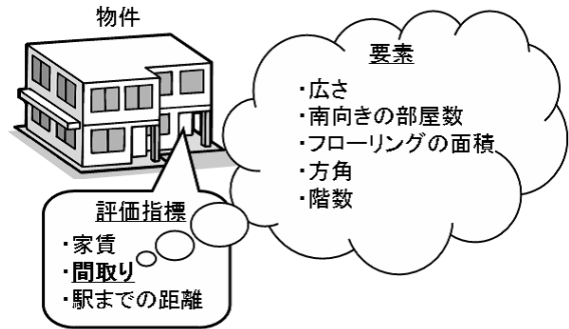 物件
要素
・広さ
・南向きの部屋数
・フローリングの面積
・方角
・階数
評価指標
・家賃
・間取り
・駅までの距離